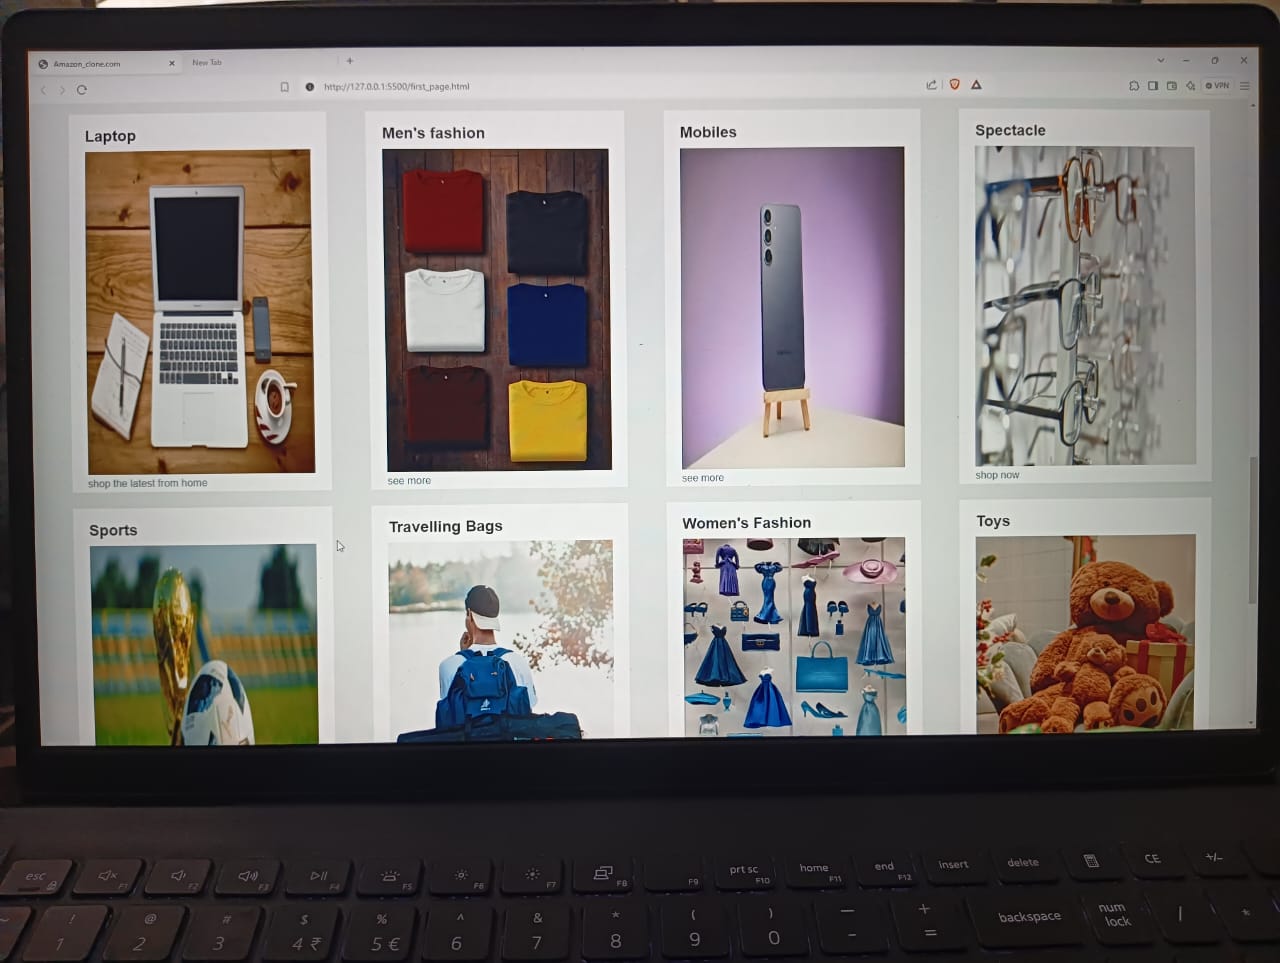 Amazon_clone.com
New Tab
http://127.0.0.1:5500/first_page.html
VPN
Laptop
Men's fashion
Mobiles
Spectacle
shop the latest from home
see more
see more
shop now
Sports
Travelling Bags
Women's Fashion
Toys
esc
F1
F2
F3
F4
F5
F6
F7
F8
F9
prt sc
F10
home
F11
end
F12
insert
delete
CE
+/-
~
! 1
@ 2
# 3
$ 4 ₹
% 5 €
^ 6
& 7
* 8
( 9
) 0
— -
+ =
backspace
num
lock
/
*